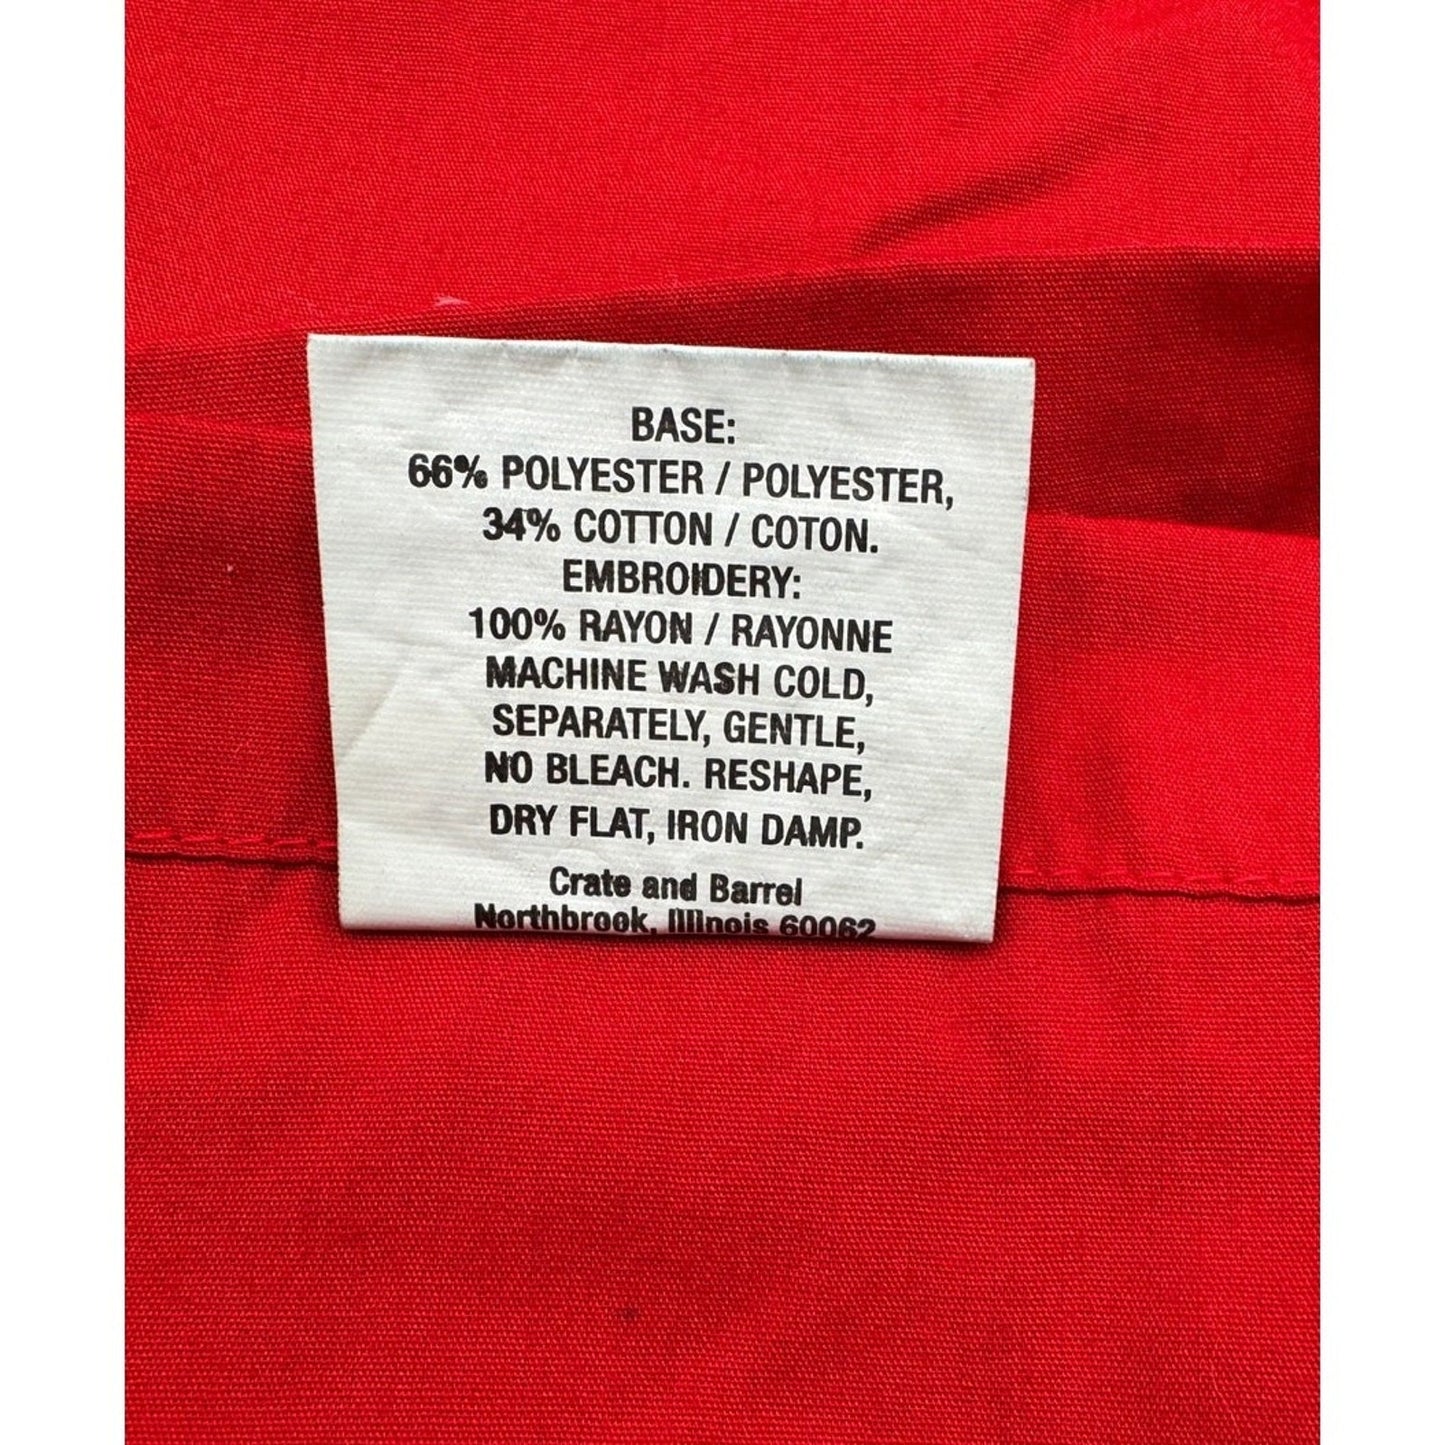 BASE:
66% POLYESTER / POLYESTER,
34% COTTON / COTON.
EMBROIDERY:
100% RAYON / RAYONNE
MACHINE WASH COLD,
SEPARATELY, GENTLE,
NO BLEACH. RESHAPE,
DRY FLAT, IRON DAMP.
Crate and Barrel
Northbrook, Illinois 60062